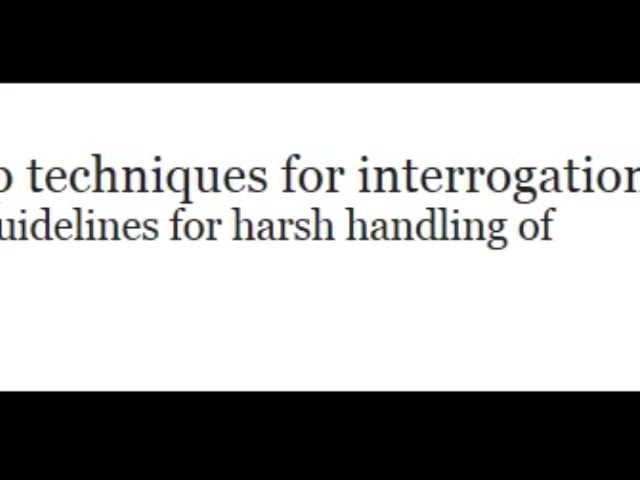 techniques for interrogation
uidelines for harsh handling of